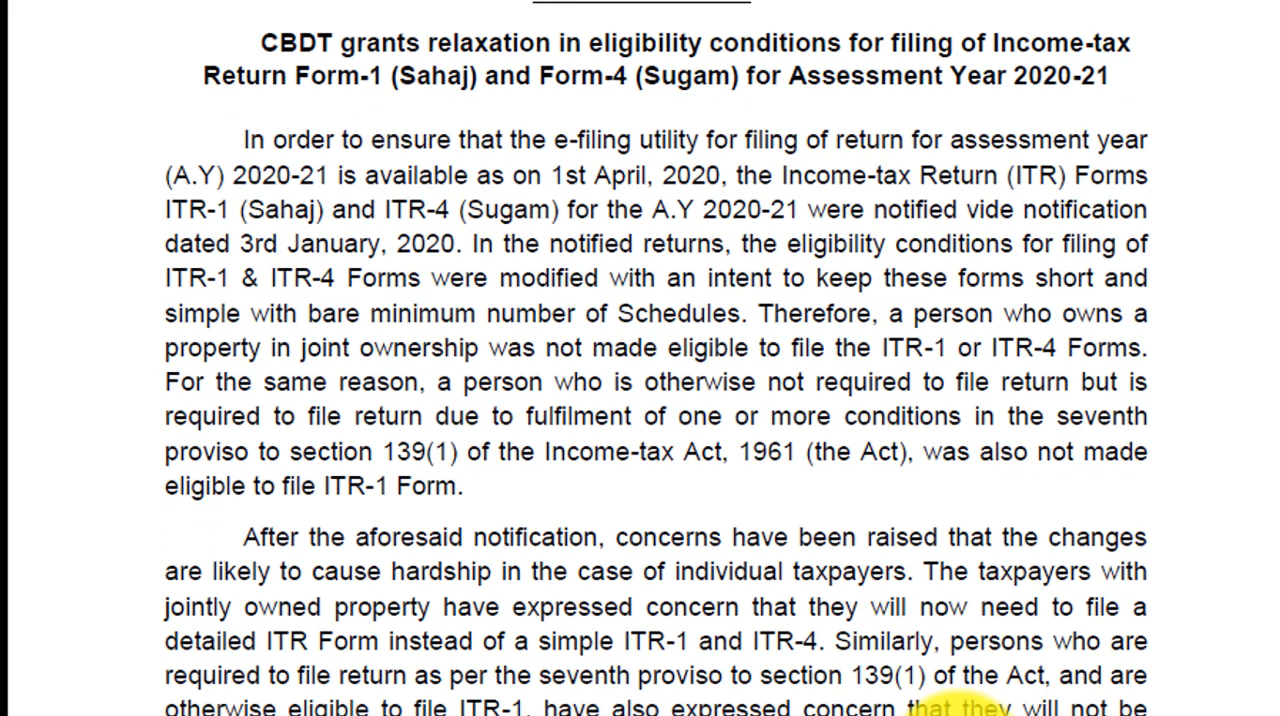 CBDT grants relaxation in eligibility conditions for filing of Income-tax
Return Form-1 (Sahaj) and Form-4 (Sugam) for Assessment Year 2020-21
In order to ensure that the e-filing utility for filing of return for assessment year
(A.Y) 2020-21 is available as on 1st April, 2020, the Income-tax Return (ITR) Forms
ITR-1 (Sahaj) and ITR-4 (Sugam) for the A.Y 2020-21 were notified vide notification
dated 3rd January, 2020. In the notified returns, the eligibility conditions for filing of
ITR-1 & ITR-4 Forms were modified with an intent to keep these forms short and
simple with bare minimum number of Schedules. Therefore, a person who owns a
property in joint ownership was not made eligible to file the ITR-1 or ITR-4 Forms.
For the same reason, a person who is otherwise not required to file return but is
required to file return due to fulfilment of one or more conditions in the seventh
proviso to section 139(1) of the Income-tax Act, 1961 (the Act), was also not made
eligible to file ITR-1 Form.
After the aforesaid notification, concerns have been raised that the changes
are likely to cause hardship in the case of individual taxpayers. The taxpayers with
jointly owned property have expressed concern that they will now need to file a
detailed ITR Form instead of a simple ITR-1 and ITR-4. Similarly, persons who are
required to file return as per the seventh proviso to section 139(1) of the Act, and are
otherwise eligible to file ITR-1, have also expressed concern that they will not be